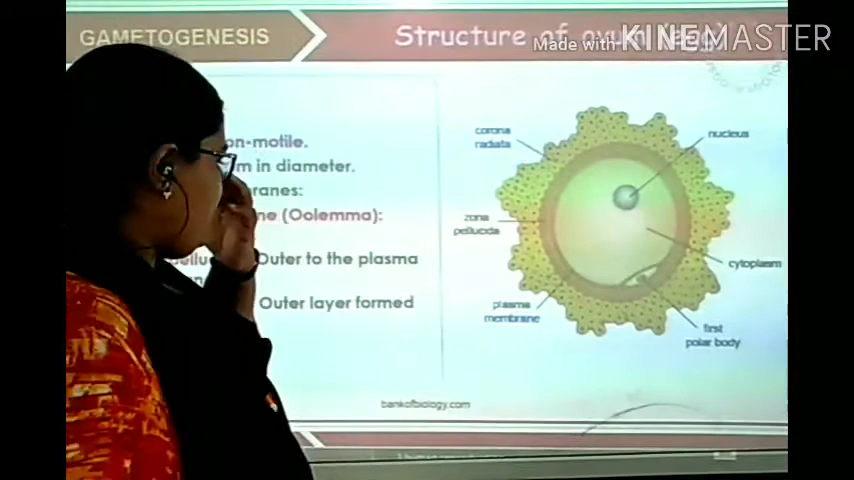 GAMETOGENESIS
Structure of ovum (egg)
Made with KINEMASTER
on-motile.
m in diameter.
ranes:
ne (Oolemma):
Outer to the plasma
Outer layer formed
corona
radiata
nucleus
zona
pellucida
cytoplasm
plasma
membrane
first
polar body
bankofbiology.com